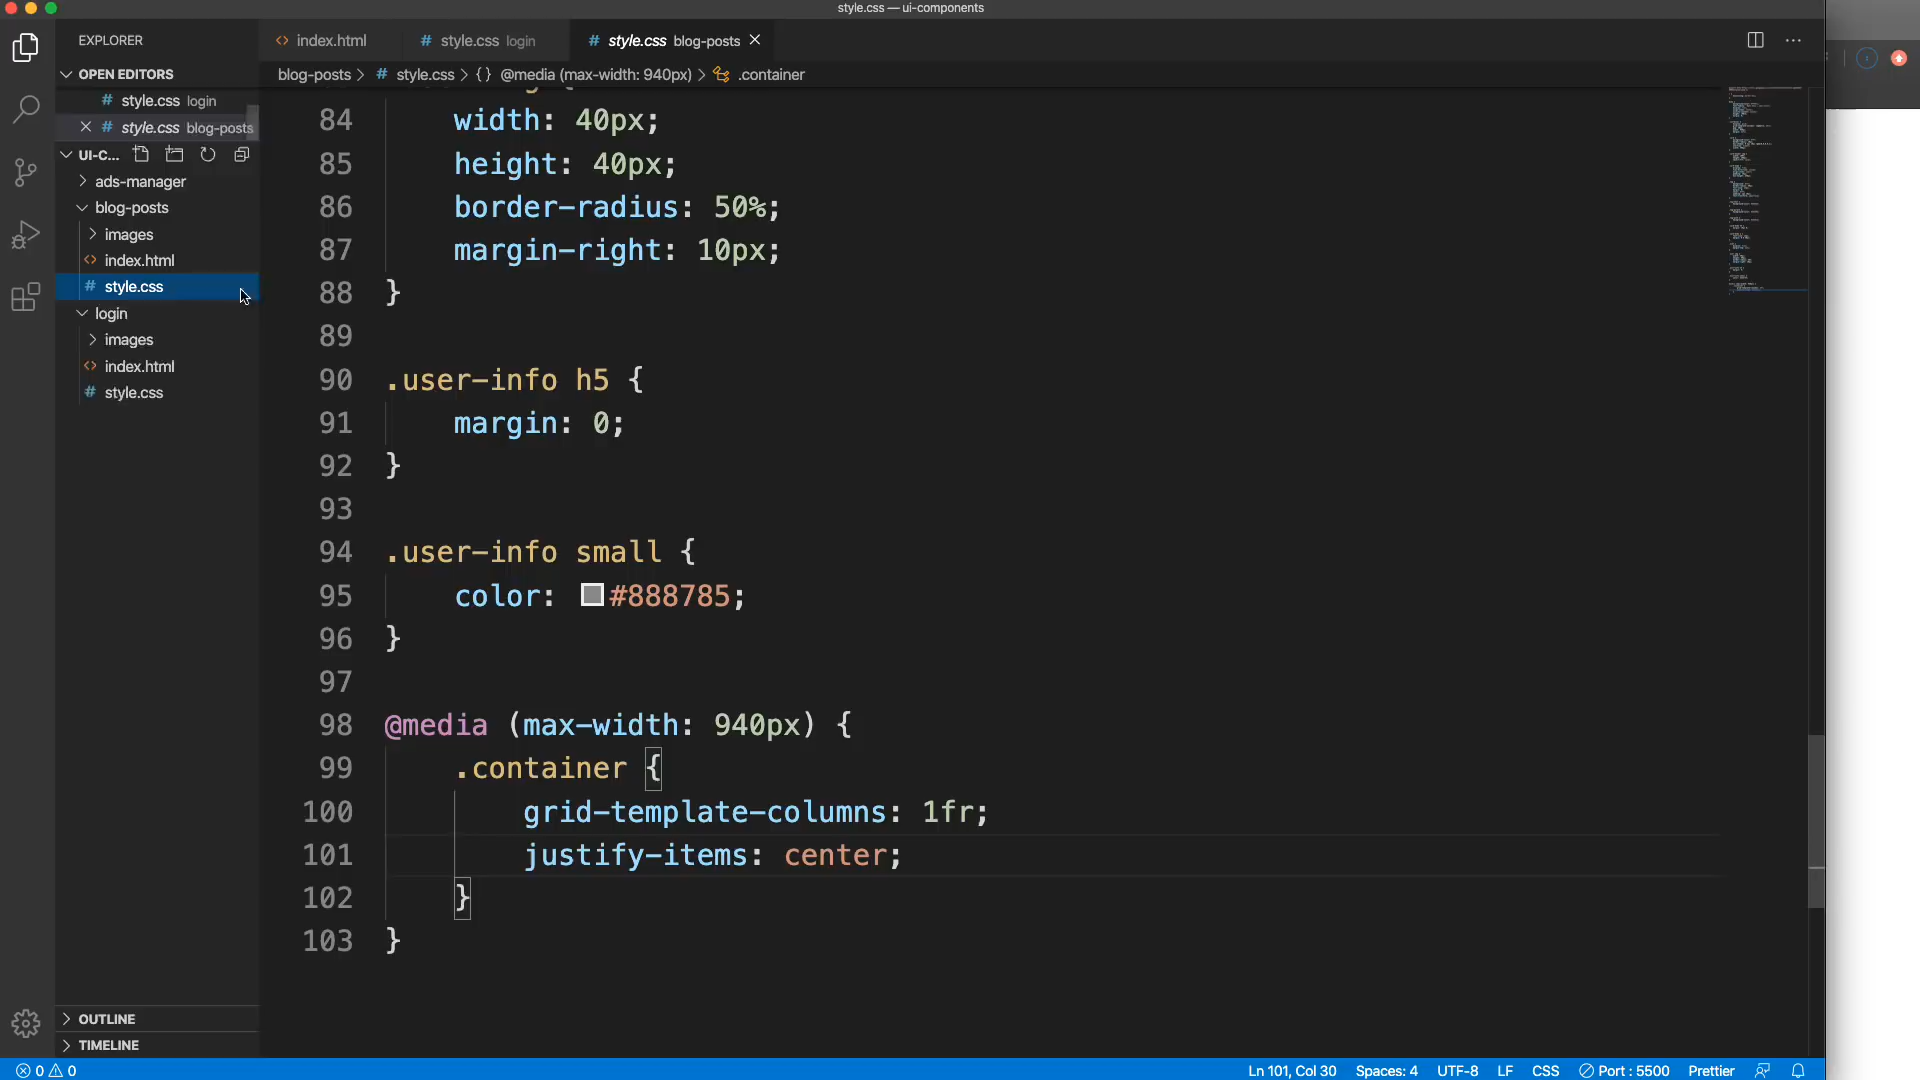 style.css — ui-components
EXPLORER
index.html
# style.css login
# style.css blog-posts
OPEN EDITORS
# style.css login
# style.css blog-posts
UI-C...
ads-manager
blog-posts
images
index.html
# style.css
login
images
index.html
# style.css
OUTLINE
TIMELINE
blog-posts > # style.css > {} @media (max-width: 940px) > .container
84 width: 40px;
85 height: 40px;
86 border-radius: 50%;
87 margin-right: 10px;
88 }
89
90 .user-info h5 {
91 margin: 0;
92 }
93
94 .user-info small {
95 color: #888785;
96 }
97
98 @media (max-width: 940px) {
99 .container {
100 grid-template-columns: 1fr;
101 justify-items: center;
102 }
103 }
0 0
Ln 101, Col 30
Spaces: 4
UTF-8
LF
CSS
Port : 5500
Prettier